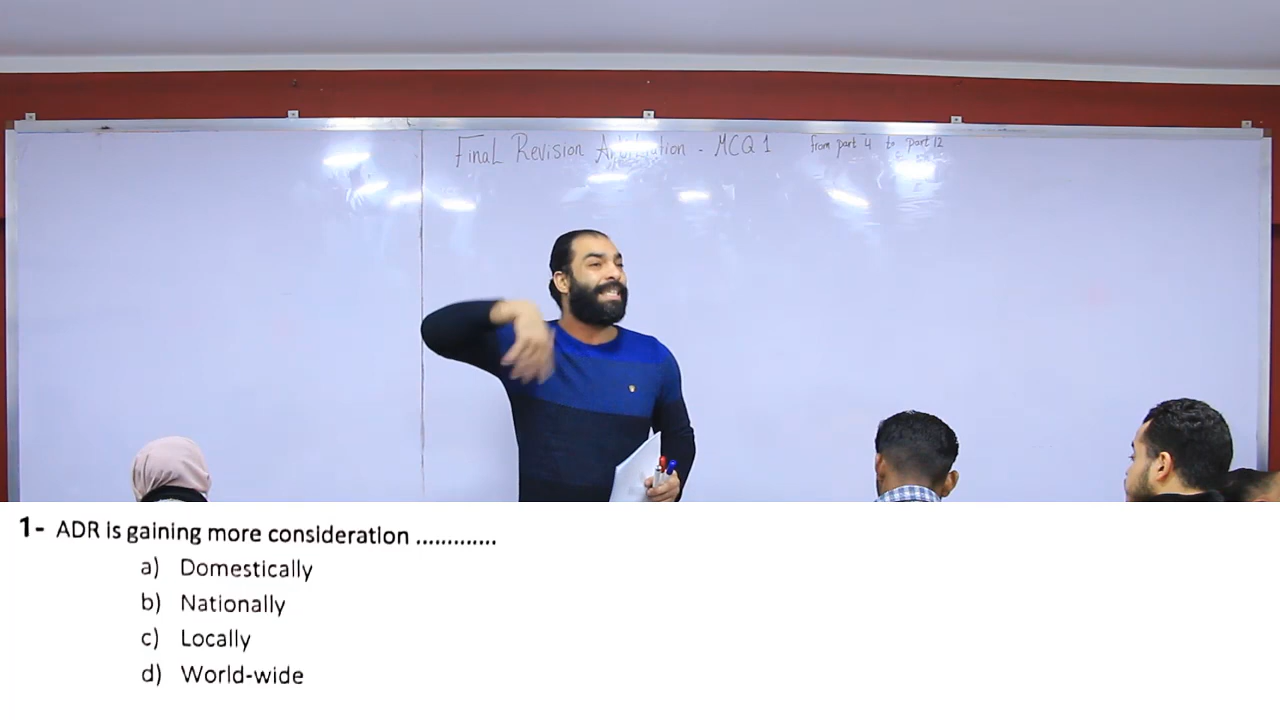 Final Revision Arbitration - MCQ 1 from part 4 to part 12
1- ADR is gaining more consideration .............
a) Domestically
b) Nationally
c) Locally
d) World-wide